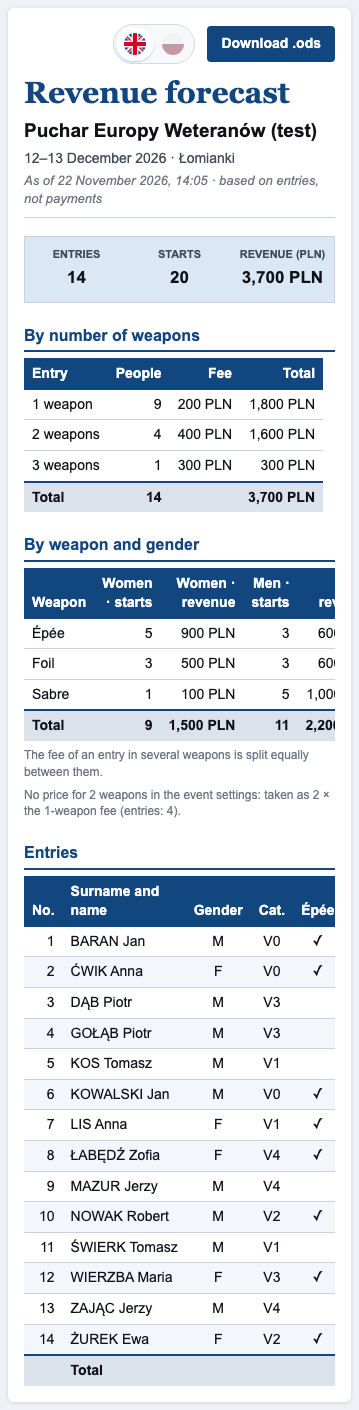 Download .ods
Revenue forecast
Puchar Europy Weteranów (test)
12–13 December 2026 · Łomianki
As of 22 November 2026, 14:05 · based on entries,
not payments
ENTRIES STARTS REVENUE (PLN)
14 20 3,700 PLN
By number of weapons
Entry People Fee Total
1 weapon 9 200 PLN 1,800 PLN
2 weapons 4 400 PLN 1,600 PLN
3 weapons 1 300 PLN 300 PLN
Total 14 3,700 PLN
By weapon and gender
Women Women · Men ·
Weapon · starts revenue starts
Épée 5 900 PLN 3
Foil 3 500 PLN 3
Sabre 1 100 PLN 5
Total 9 1,500 PLN 11
The fee of an entry in several weapons is split equally
between them.
No price for 2 weapons in the event settings: taken as 2 ×
the 1-weapon fee (entries: 4).
Entries
Surname and
No. name Gender Cat. Épée
1 BARAN Jan M V0 ✓
2 ĆWIK Anna F V0 ✓
3 DĄB Piotr M V3
4 GOŁĄB Piotr M V3
5 KOS Tomasz M V1
6 KOWALSKI Jan M V0 ✓
7 LIS Anna F V1 ✓
8 ŁABĘDŹ Zofia F V4 ✓
9 MAZUR Jerzy M V4
10 NOWAK Robert M V2 ✓
11 ŚWIERK Tomasz M V1
12 WIERZBA Maria F V3 ✓
13 ZAJĄC Jerzy M V4
14 ŻUREK Ewa F V2 ✓
Total